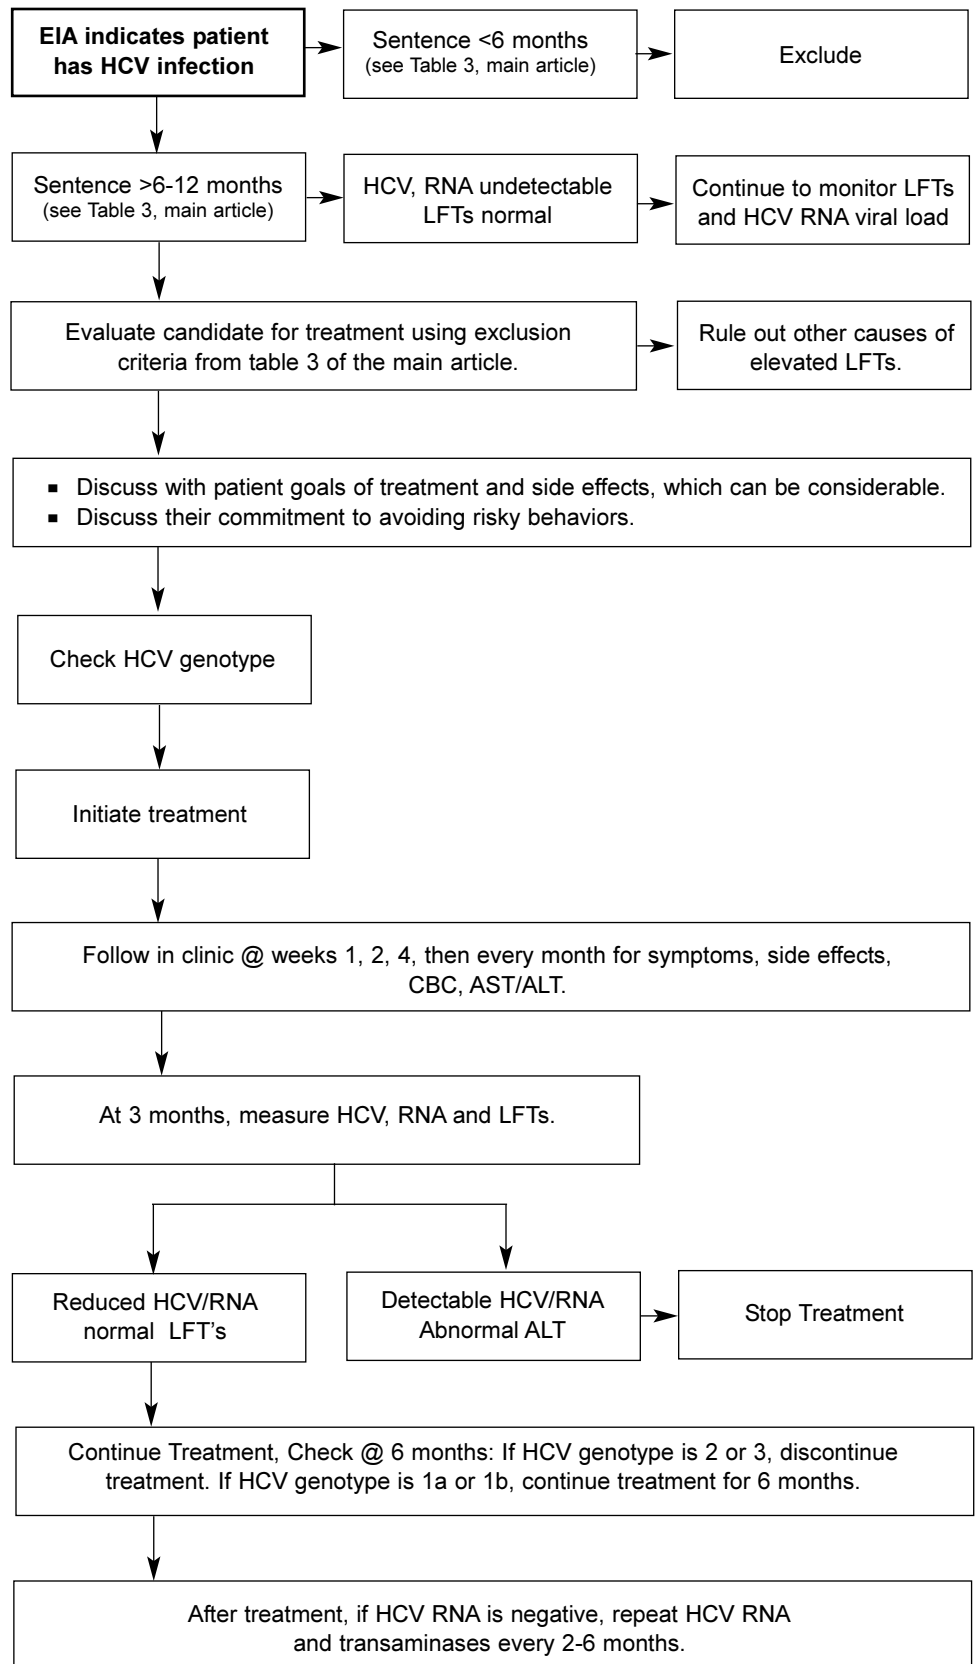 EIA indicates patient
has HCV infection
Sentence <6 months
(see Table 3, main article)
Exclude
Sentence >6-12 months
(see Table 3, main article)
HCV, RNA undetectable
LFTs normal
Continue to monitor LFTs
and HCV RNA viral load
Evaluate candidate for treatment using exclusion
criteria from table 3 of the main article.
Rule out other causes of
elevated LFTs.
▪ Discuss with patient goals of treatment and side effects, which can be considerable.
▪ Discuss their commitment to avoiding risky behaviors.
Check HCV genotype
Initiate treatment
Follow in clinic @ weeks 1, 2, 4, then every month for symptoms, side effects,
CBC, AST/ALT.
At 3 months, measure HCV, RNA and LFTs.
Reduced HCV/RNA
normal LFT's
Detectable HCV/RNA
Abnormal ALT
Stop Treatment
Continue Treatment, Check @ 6 months: If HCV genotype is 2 or 3, discontinue
treatment. If HCV genotype is 1a or 1b, continue treatment for 6 months.
After treatment, if HCV RNA is negative, repeat HCV RNA
and transaminases every 2-6 months.